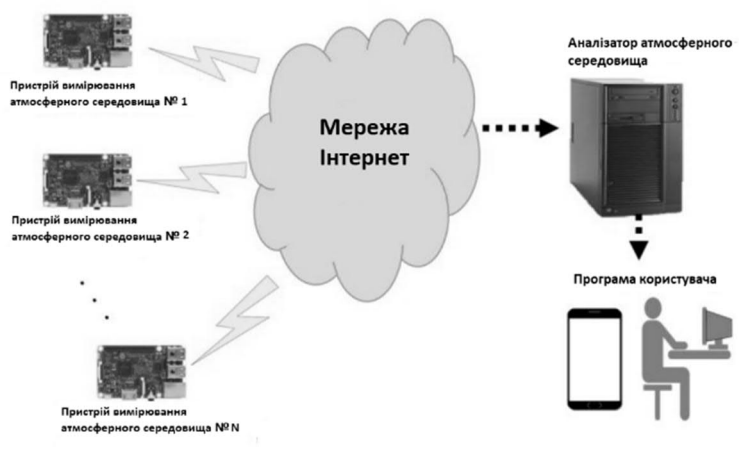 Пристрій вимірювання
атмосферного середовища № 1
Пристрій вимірювання
атмосферного середовища № 2
Пристрій вимірювання
атмосферного середовища № N
Мережа
Інтернет
Аналізатор атмосферного
середовища
Програма користувача